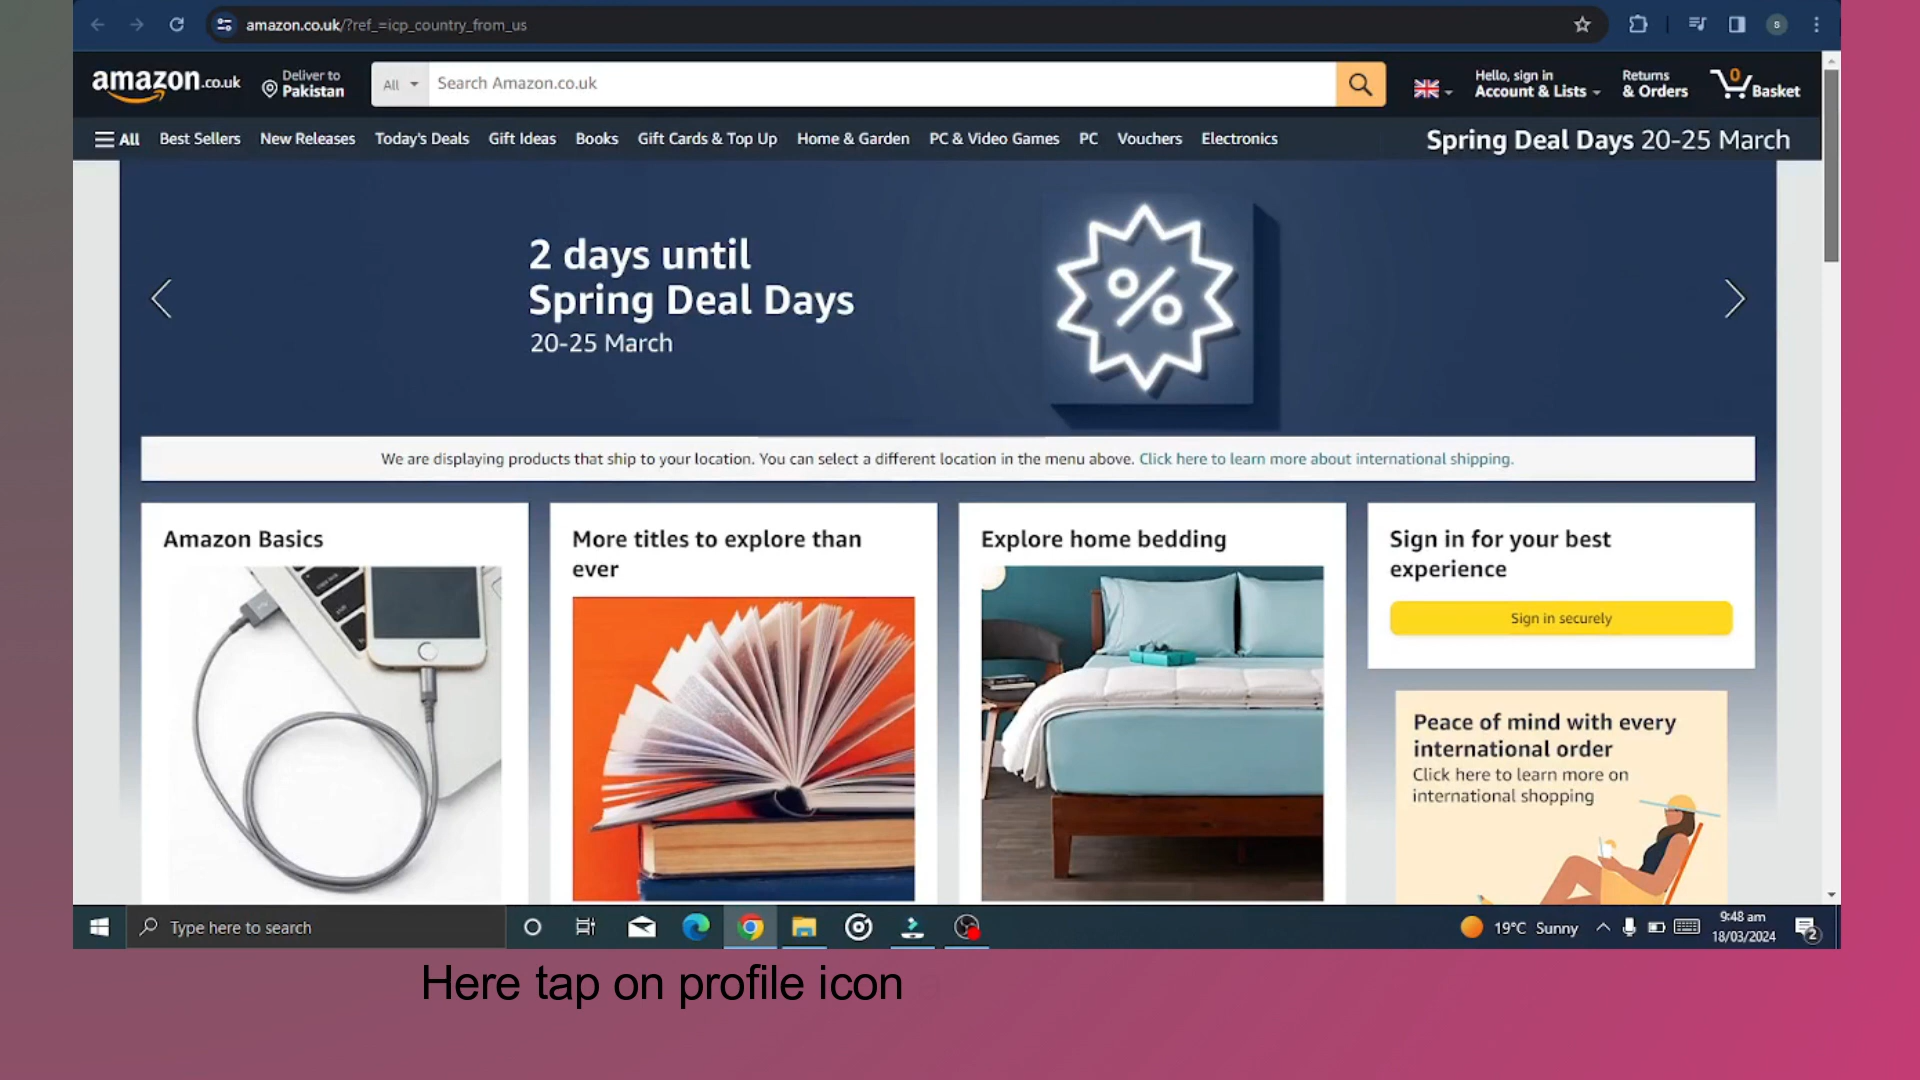 amazon.co.uk/?ref_=icp_country_from_us
S
amazon.co.uk
Deliver to
Pakistan
All
Search Amazon.co.uk
Hello, sign in
Account & Lists
Returns
& Orders
0
Basket
All
Best Sellers
New Releases
Today's Deals
Gift Ideas
Books
Gift Cards & Top Up
Home & Garden
PC & Video Games
PC
Vouchers
Electronics
Spring Deal Days 20-25 March
2 days until
Spring Deal Days
20-25 March
%
We are displaying products that ship to your location. You can select a different location in the menu above. Click here to learn more about international shipping.
Amazon Basics
More titles to explore than
ever
Explore home bedding
Sign in for your best
experience
Sign in securely
Peace of mind with every
international order
Click here to learn more on
international shopping
Type here to search
19°C Sunny
9:48 am
18/03/2024
2
Here tap on profile icon a